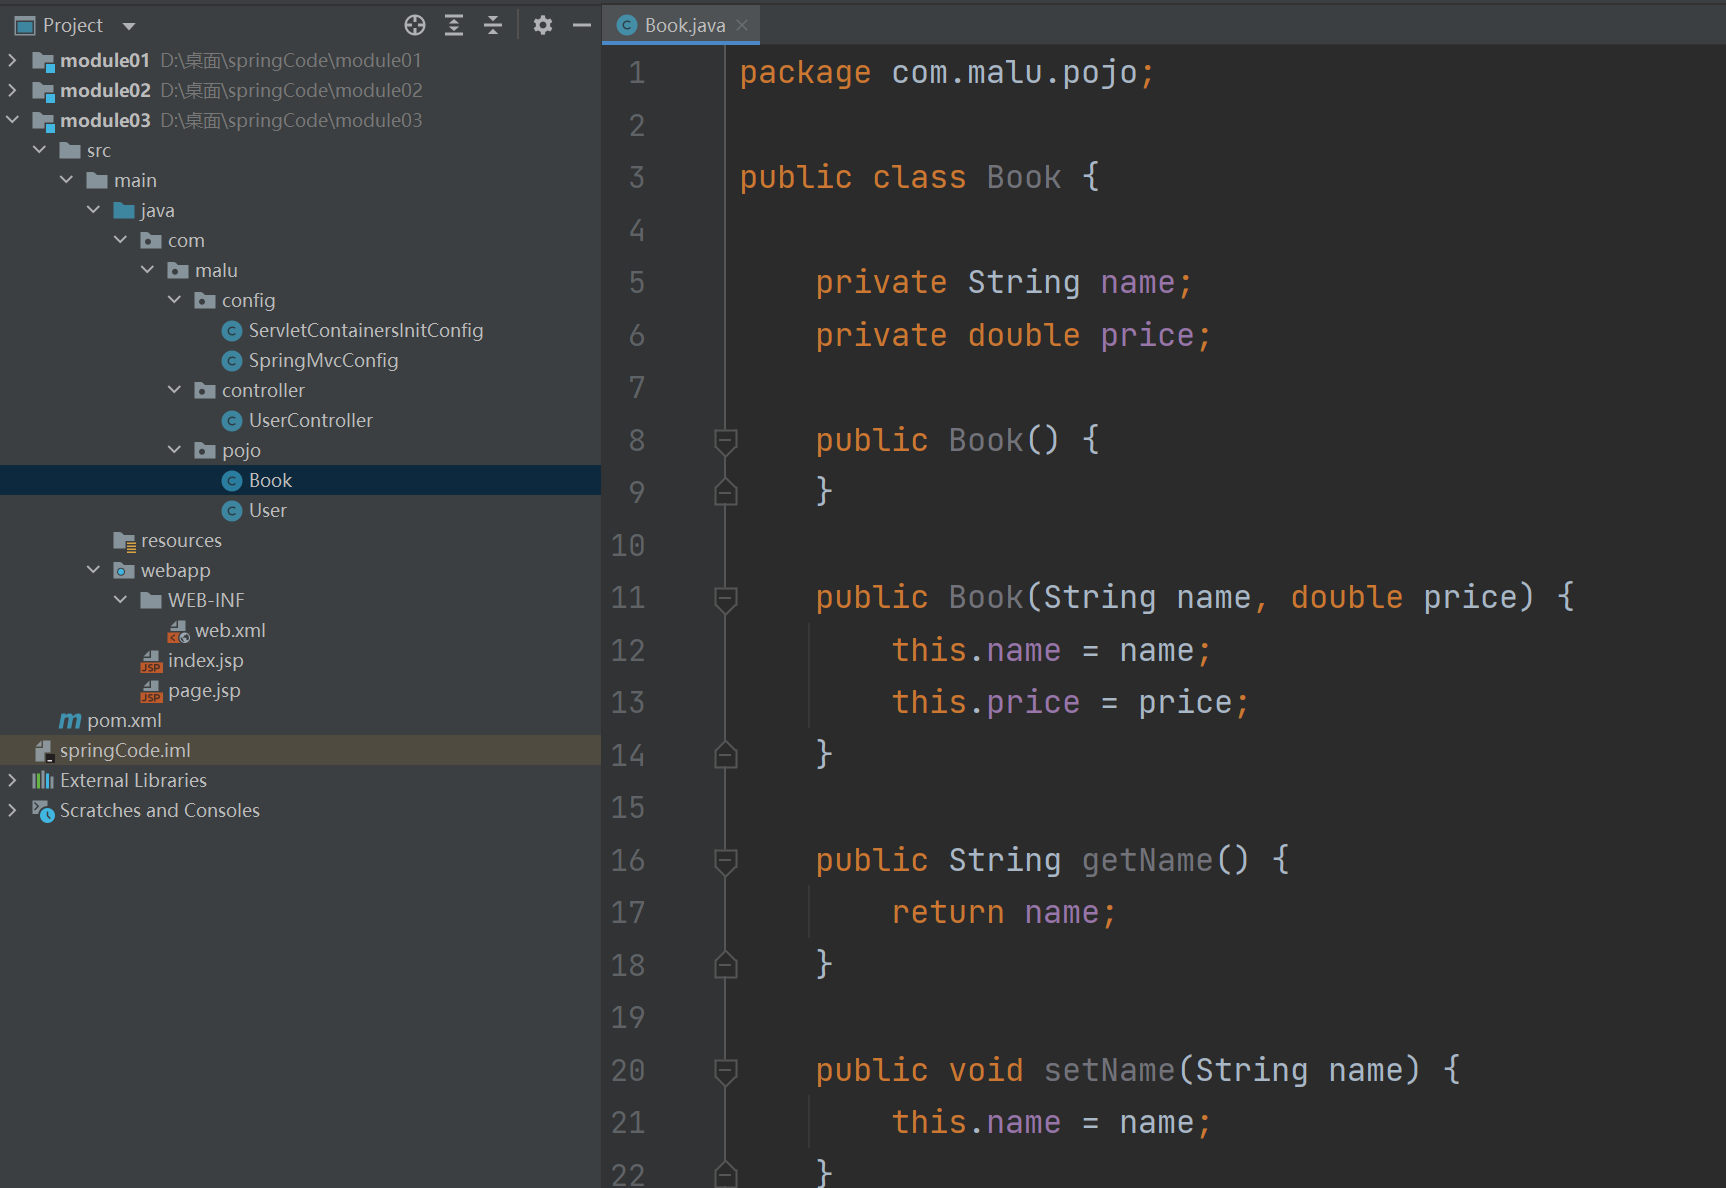 Project
module01 D:\桌面\springCode\module01
module02 D:\桌面\springCode\module02
module03 D:\桌面\springCode\module03
src
main
java
com
malu
config
ServletContainersInitConfig
SpringMvcConfig
controller
UserController
pojo
Book
User
resources
webapp
WEB-INF
web.xml
index.jsp
page.jsp
pom.xml
springCode.iml
External Libraries
Scratches and Consoles
Book.java
1 package com.malu.pojo;
2
3 public class Book {
4
5     private String name;
6     private double price;
7
8     public Book() {
9     }
10
11     public Book(String name, double price) {
12         this.name = name;
13         this.price = price;
14     }
15
16     public String getName() {
17         return name;
18     }
19
20     public void setName(String name) {
21         this.name = name;
22     }